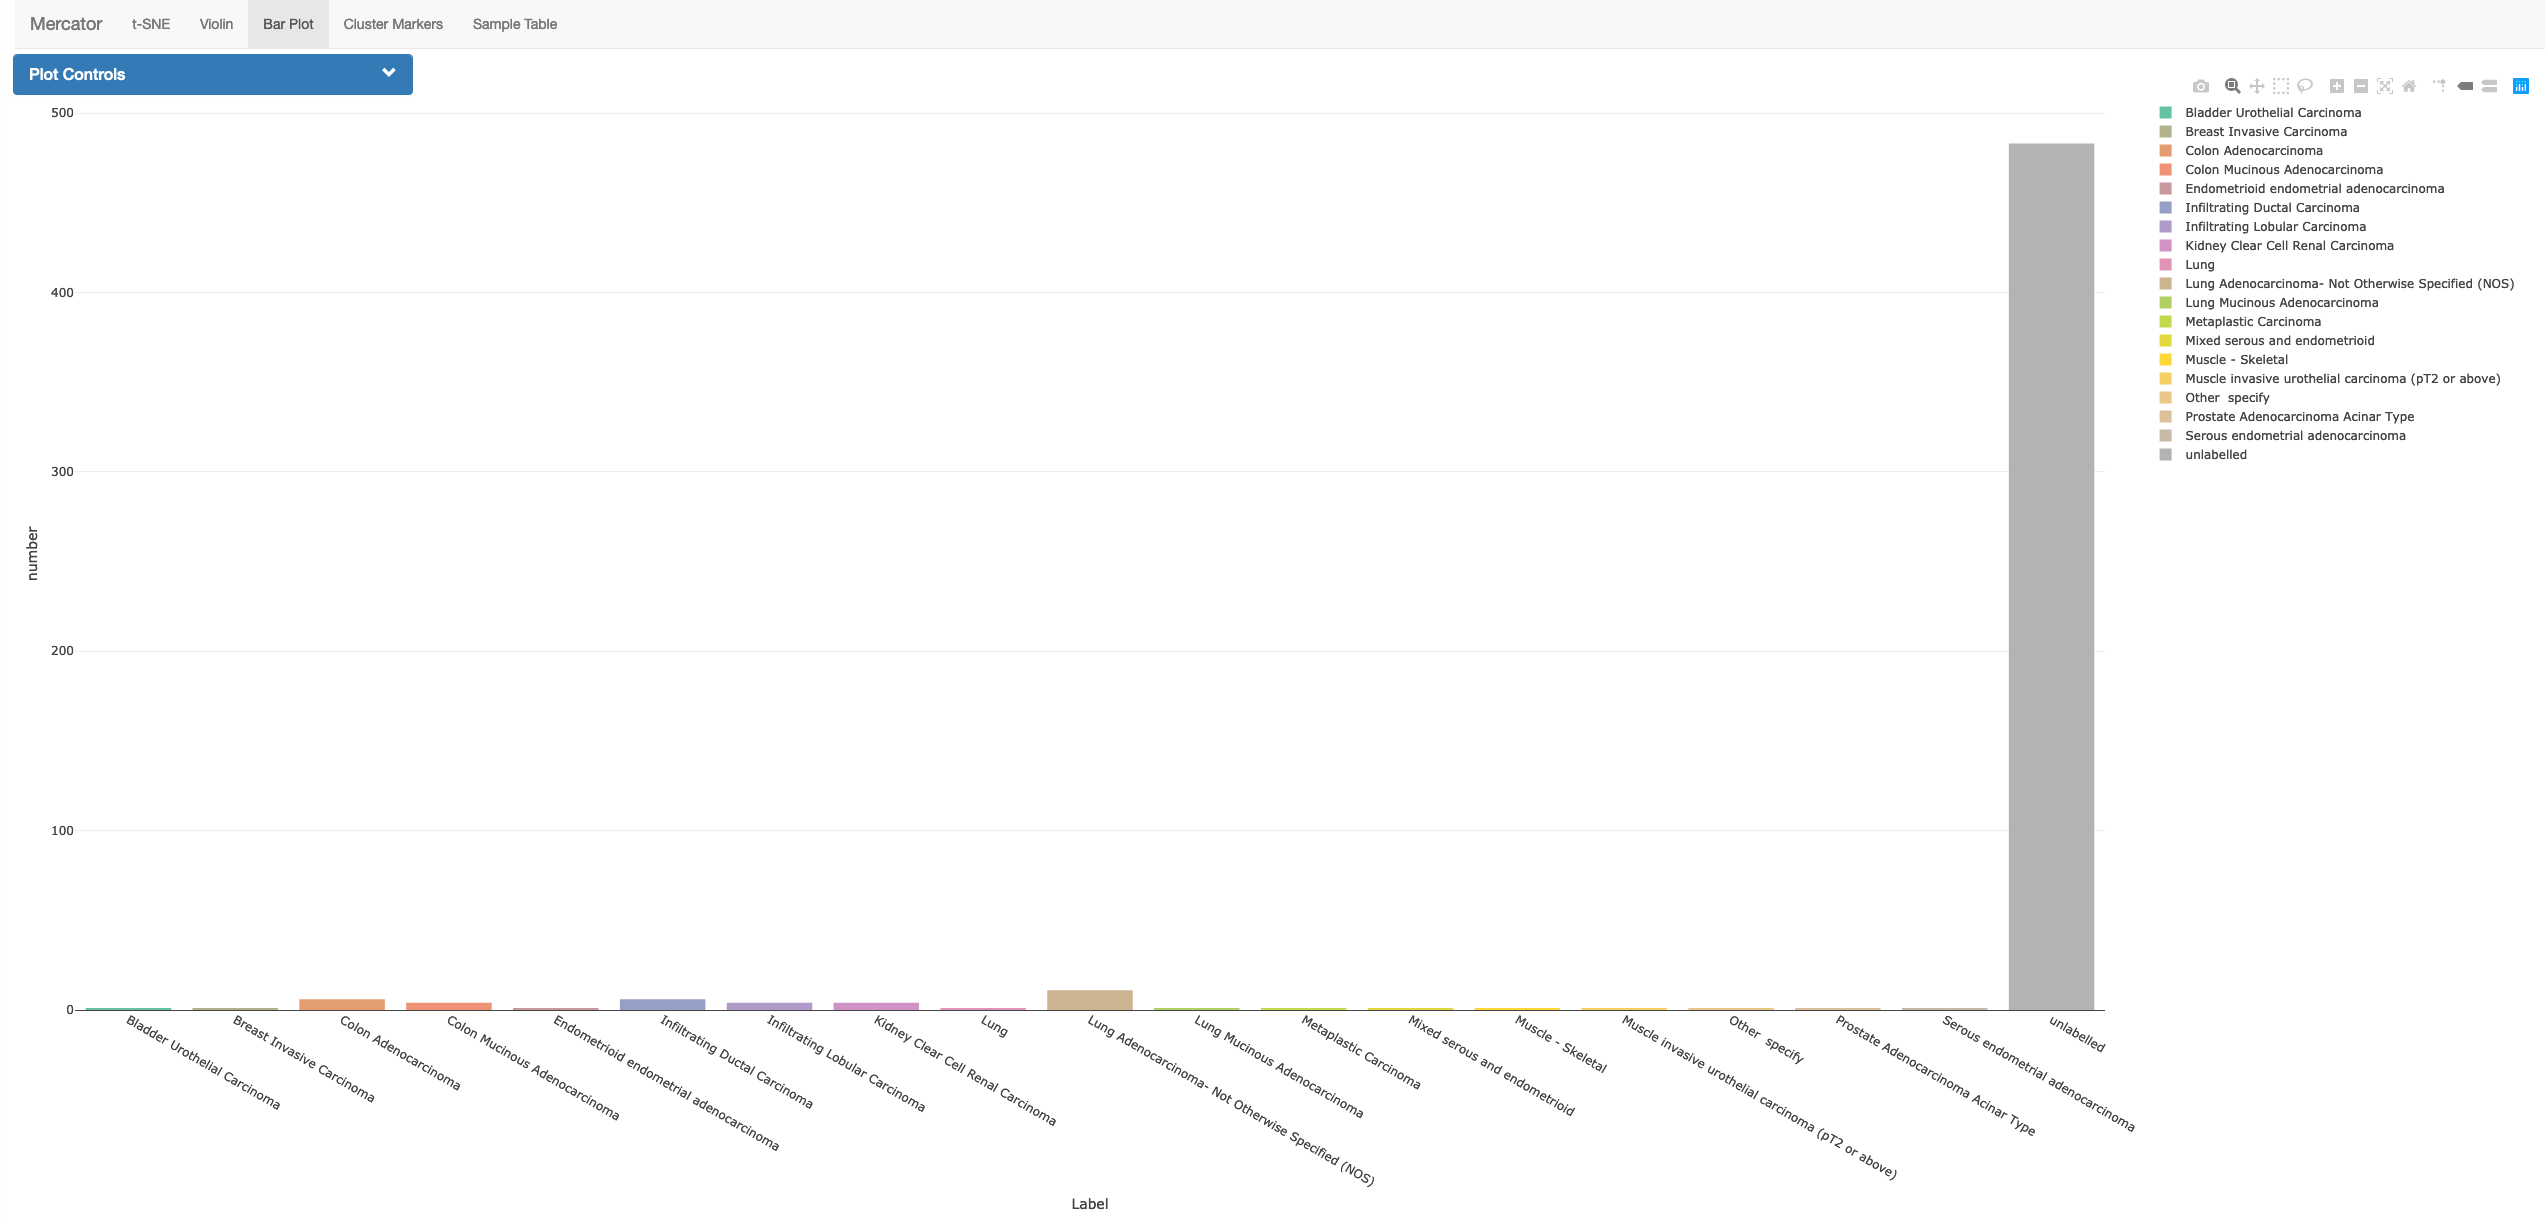 Mercator t-SNE Violin Bar Plot Cluster Markers Sample Table
Plot Controls
500
400
300
200
100
0
number
Bladder Urothelial Carcinoma
Breast Invasive Carcinoma
Colon Adenocarcinoma
Colon Mucinous Adenocarcinoma
Endometrioid endometrial adenocarcinoma
Infiltrating Ductal Carcinoma
Infiltrating Lobular Carcinoma
Kidney Clear Cell Renal Carcinoma
Lung
Lung Adenocarcinoma- Not Otherwise Specified (NOS)
Lung Mucinous Adenocarcinoma
Metaplastic Carcinoma
Mixed serous and endometrioid
Muscle - Skeletal
Muscle invasive urothelial carcinoma (pT2 or above)
Other  specify
Prostate Adenocarcinoma Acinar Type
Serous endometrial adenocarcinoma
unlabelled
Label
Bladder Urothelial Carcinoma
Breast Invasive Carcinoma
Colon Adenocarcinoma
Colon Mucinous Adenocarcinoma
Endometrioid endometrial adenocarcinoma
Infiltrating Ductal Carcinoma
Infiltrating Lobular Carcinoma
Kidney Clear Cell Renal Carcinoma
Lung
Lung Adenocarcinoma- Not Otherwise Specified (NOS)
Lung Mucinous Adenocarcinoma
Metaplastic Carcinoma
Mixed serous and endometrioid
Muscle - Skeletal
Muscle invasive urothelial carcinoma (pT2 or above)
Other  specify
Prostate Adenocarcinoma Acinar Type
Serous endometrial adenocarcinoma
unlabelled